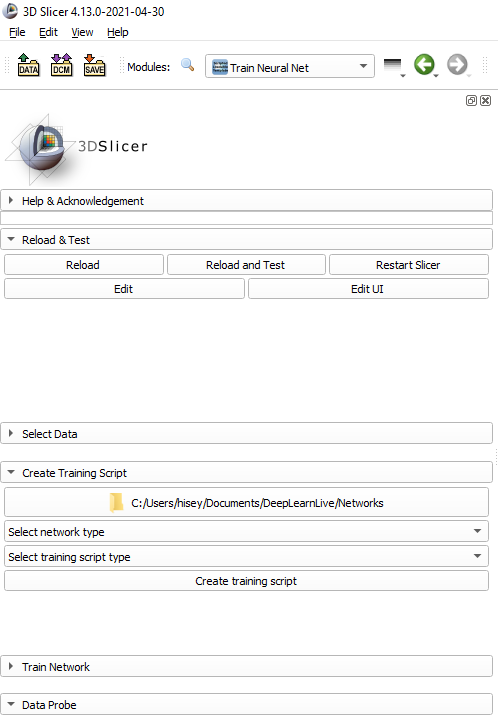 3D Slicer 4.13.0-2021-04-30
File Edit View Help
DATA DCM SAVE Modules: Train Neural Net
3DSlicer
Help & Acknowledgement
Reload & Test
Reload Reload and Test Restart Slicer
Edit Edit UI
Select Data
Create Training Script
C:/Users/hisey/Documents/DeepLearnLive/Networks
Select network type
Select training script type
Create training script
Train Network
Data Probe